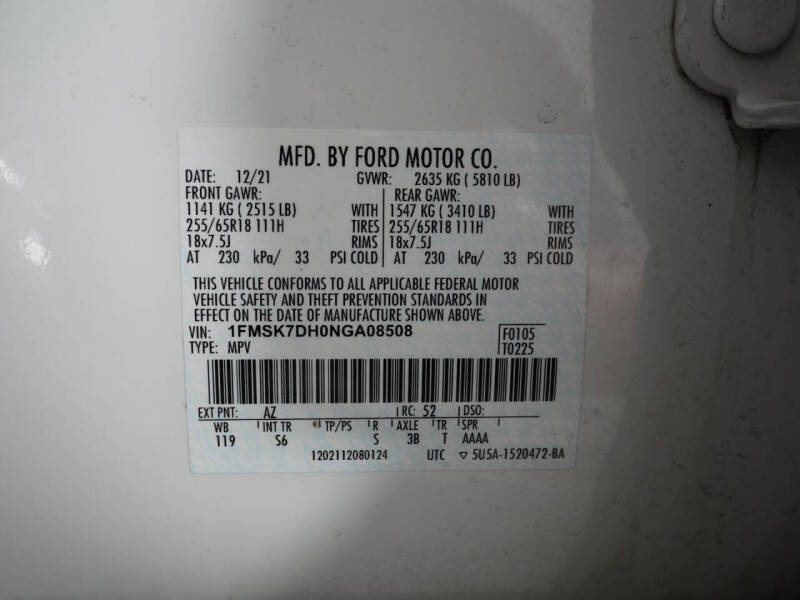 MFD. BY FORD MOTOR CO.
DATE: 12/21 GVWR: 2635 KG ( 5810 LB)
FRONT GAWR: REAR GAWR:
1141 KG ( 2515 LB) WITH 1547 KG ( 3410 LB) WITH
255/65R18 111H TIRES 255/65R18 111H TIRES
18x7.5J RIMS 18x7.5J RIMS
AT 230 kPa/ 33 PSI COLD AT 230 kPa/ 33 PSI COLD
THIS VEHICLE CONFORMS TO ALL APPLICABLE FEDERAL MOTOR
VEHICLE SAFETY AND THEFT PREVENTION STANDARDS IN
EFFECT ON THE DATE OF MANUFACTURE SHOWN ABOVE.
VIN: 1FMSK7DH0NGA08508 F0105
TYPE: MPV T0225
EXT PNT: AZ RC: 52 DSO:
WB INT TR TP/PS R AXLE TR SPR
119 S6 S 3B T AAAA
1202112080124 UTC ▽ 5U5A-1520472-BA